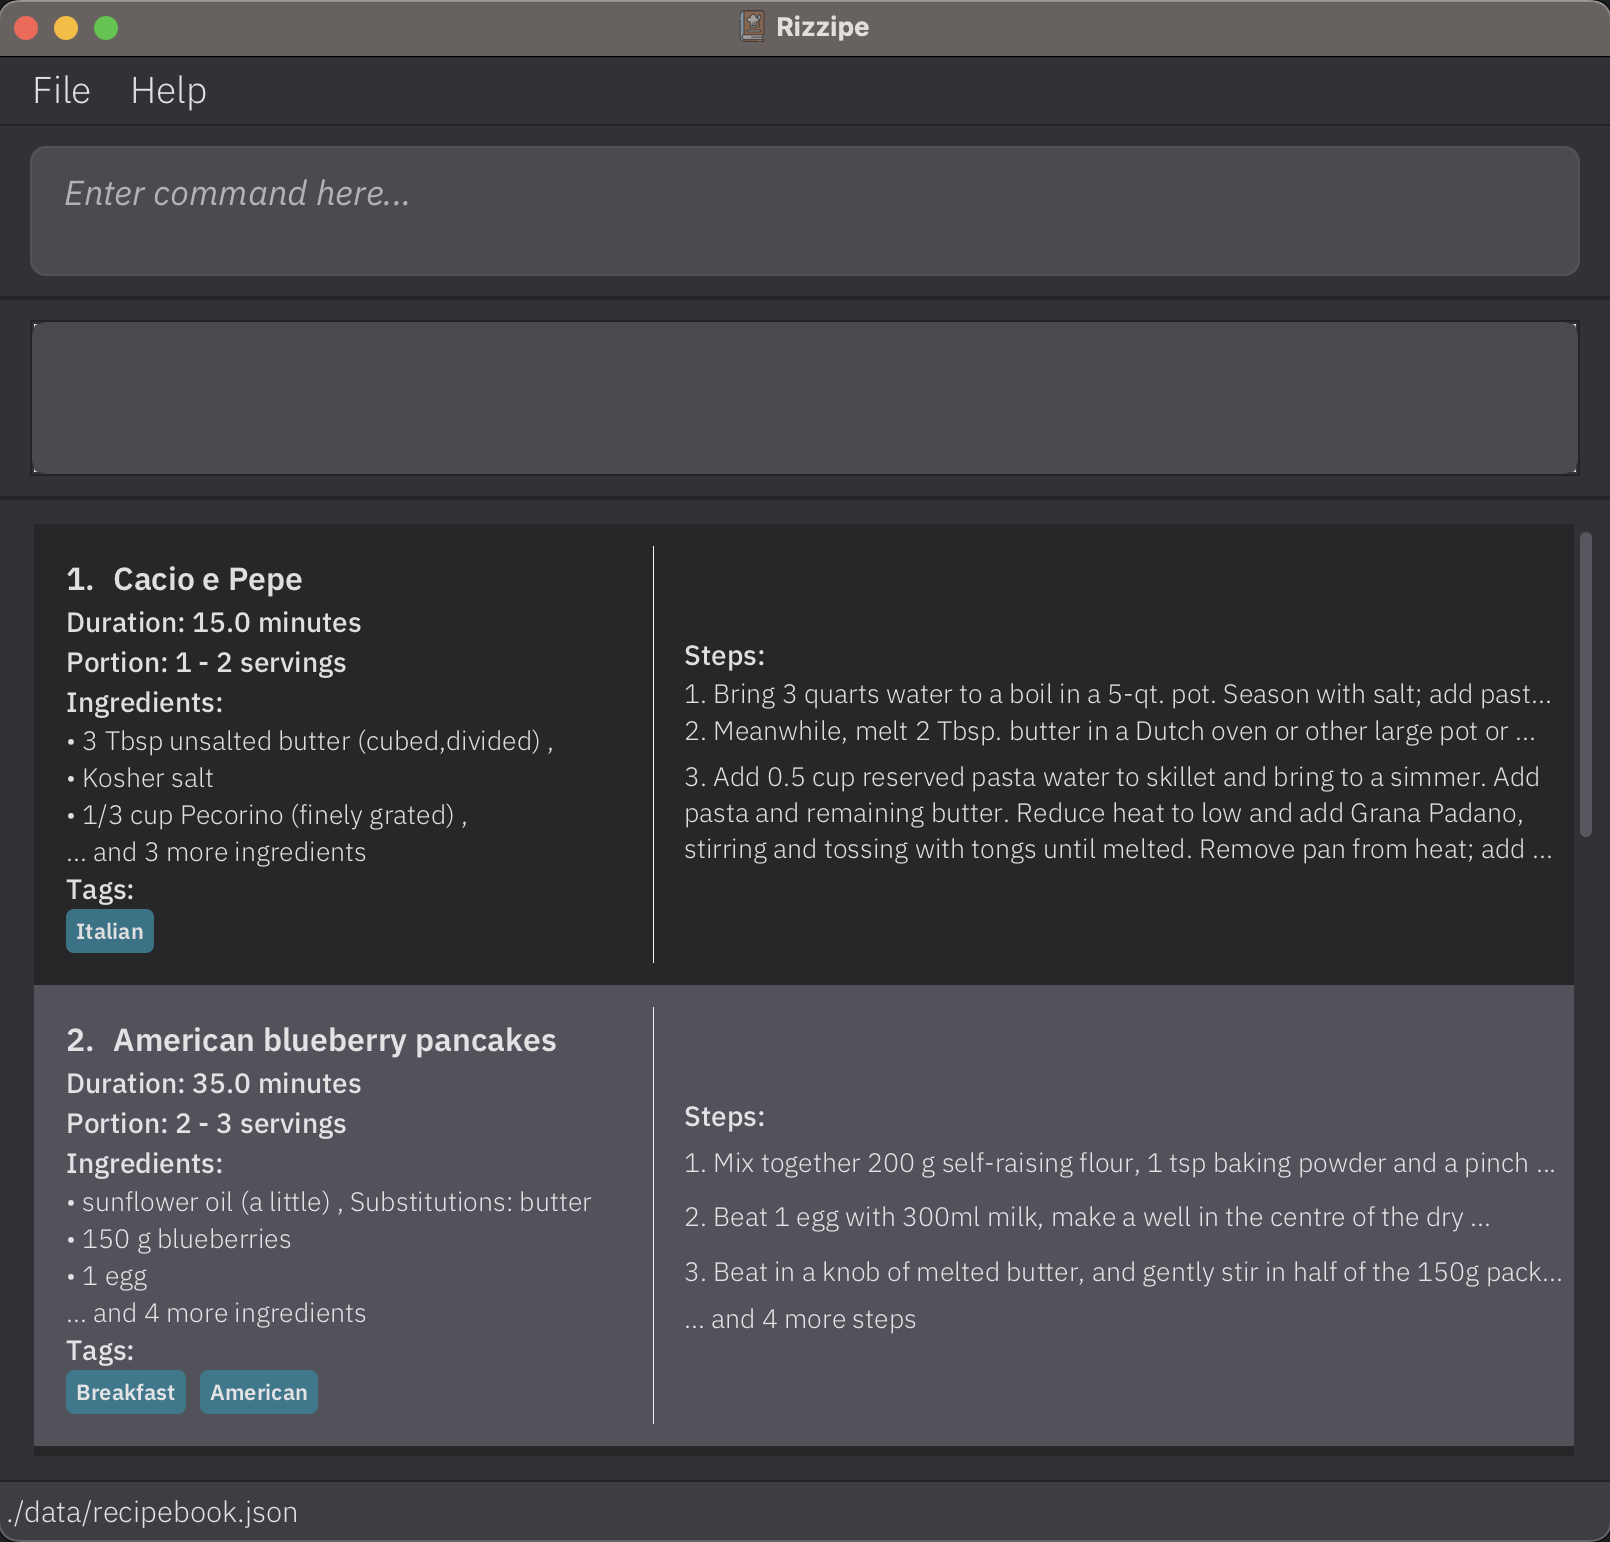 Rizzipe
File Help
Enter command here...
1. Cacio e Pepe
Duration: 15.0 minutes
Portion: 1 - 2 servings
Ingredients:
• 3 Tbsp unsalted butter (cubed,divided) ,
• Kosher salt
• 1/3 cup Pecorino (finely grated) ,
... and 3 more ingredients
Tags:
Italian
Steps:
1. Bring 3 quarts water to a boil in a 5-qt. pot. Season with salt; add past...
2. Meanwhile, melt 2 Tbsp. butter in a Dutch oven or other large pot or ...
3. Add 0.5 cup reserved pasta water to skillet and bring to a simmer. Add
pasta and remaining butter. Reduce heat to low and add Grana Padano,
stirring and tossing with tongs until melted. Remove pan from heat; add ...
2. American blueberry pancakes
Duration: 35.0 minutes
Portion: 2 - 3 servings
Ingredients:
• sunflower oil (a little) , Substitutions: butter
• 150 g blueberries
• 1 egg
... and 4 more ingredients
Tags:
Breakfast American
Steps:
1. Mix together 200 g self-raising flour, 1 tsp baking powder and a pinch ...
2. Beat 1 egg with 300ml milk, make a well in the centre of the dry ...
3. Beat in a knob of melted butter, and gently stir in half of the 150g pack...
... and 4 more steps
./data/recipebook.json